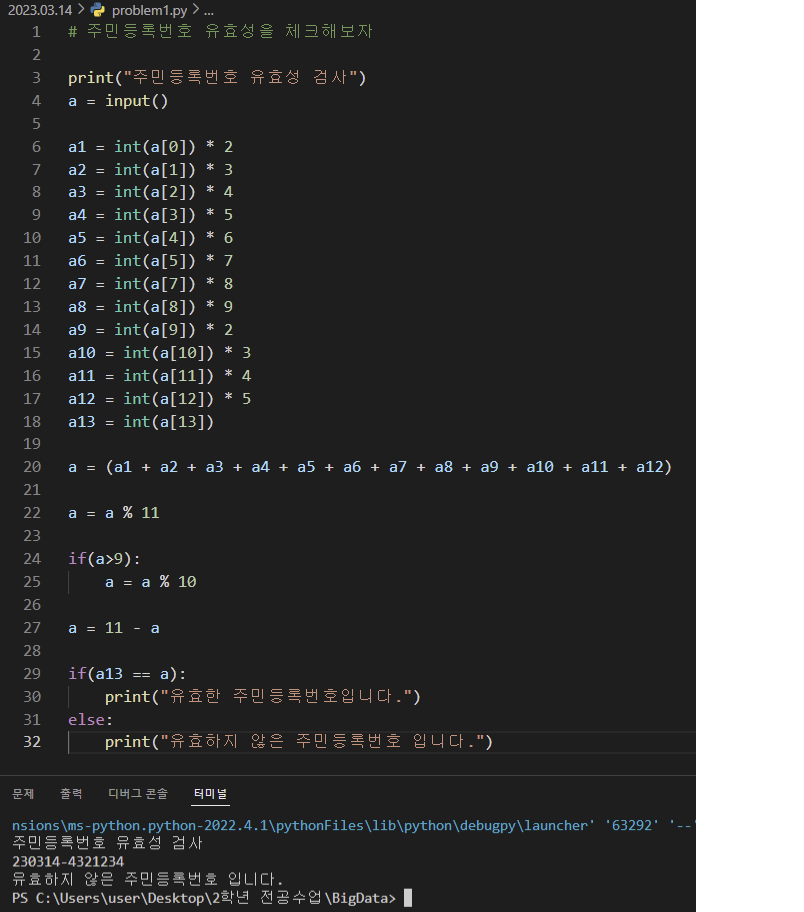 2023.03.14 > problem1.py > ...
1 # 주민등록번호 유효성을 체크해보자
2
3 print("주민등록번호 유효성 검사")
4 a = input()
5
6 a1 = int(a[0]) * 2
7 a2 = int(a[1]) * 3
8 a3 = int(a[2]) * 4
9 a4 = int(a[3]) * 5
10 a5 = int(a[4]) * 6
11 a6 = int(a[5]) * 7
12 a7 = int(a[7]) * 8
13 a8 = int(a[8]) * 9
14 a9 = int(a[9]) * 2
15 a10 = int(a[10]) * 3
16 a11 = int(a[11]) * 4
17 a12 = int(a[12]) * 5
18 a13 = int(a[13])
19
20 a = (a1 + a2 + a3 + a4 + a5 + a6 + a7 + a8 + a9 + a10 + a11 + a12)
21
22 a = a % 11
23
24 if(a>9):
25 a = a % 10
26
27 a = 11 - a
28
29 if(a13 == a):
30 print("유효한 주민등록번호입니다.")
31 else:
32 print("유효하지 않은 주민등록번호 입니다.")
문제 출력 디버그 콘솔 터미널
nsions\ms-python.python-2022.4.1\pythonFiles\lib\python\debugpy\launcher' '63292' '--'
주민등록번호 유효성 검사
230314-4321234
유효하지 않은 주민등록번호 입니다.
PS C:\Users\user\Desktop\2학년 전공수업\BigData>